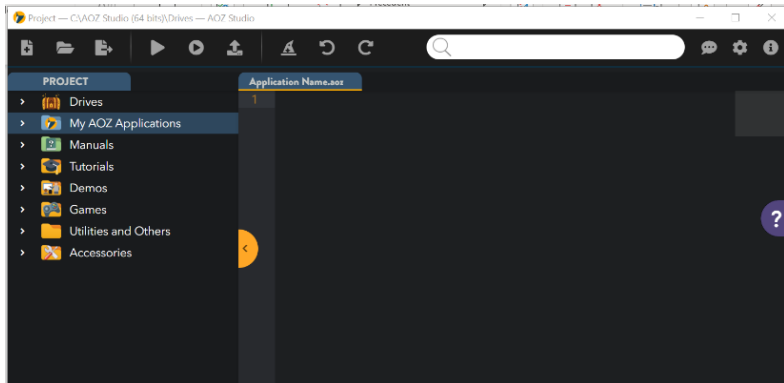 Project — C:\AOZ Studio (64 bits)\Drives — AOZ Studio
PROJECT
Application Name.aoz
1
Drives
My AOZ Applications
Manuals
Tutorials
Demos
Games
Utilities and Others
Accessories
?